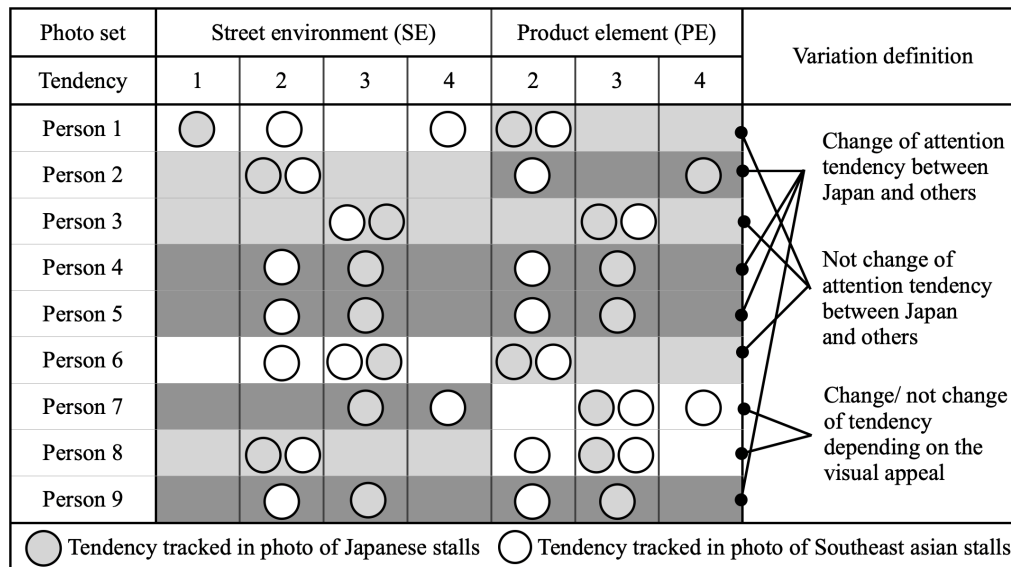 Photo set Street environment (SE) Product element (PE) Variation definition
Tendency 1 2 3 4 2 3 4
Person 1
Person 2
Person 3
Person 4
Person 5
Person 6
Person 7
Person 8
Person 9
Change of attention
tendency between
Japan and others
Not change of
attention tendency
between Japan
and others
Change/ not change
of tendency
depending on the
visual appeal
Tendency tracked in photo of Japanese stalls Tendency tracked in photo of Southeast asian stalls